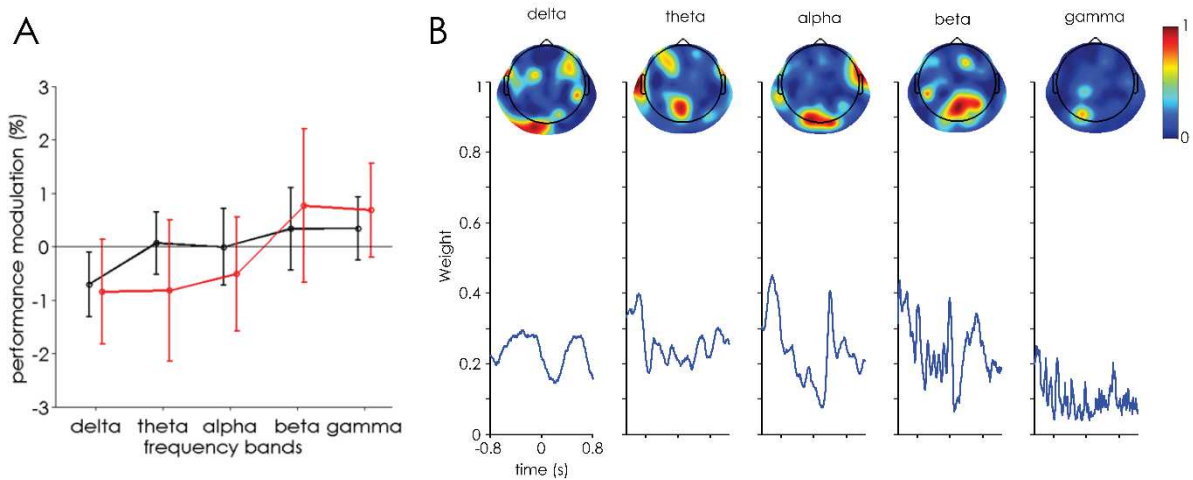 A
performance modulation (%)
3
2
1
0
-1
-2
-3
delta theta alpha beta gamma
frequency bands
B
delta theta alpha beta gamma
1
0
Weight
1
0.8
0.6
0.4
0.2
0
-0.8 0 0.8
time (s)